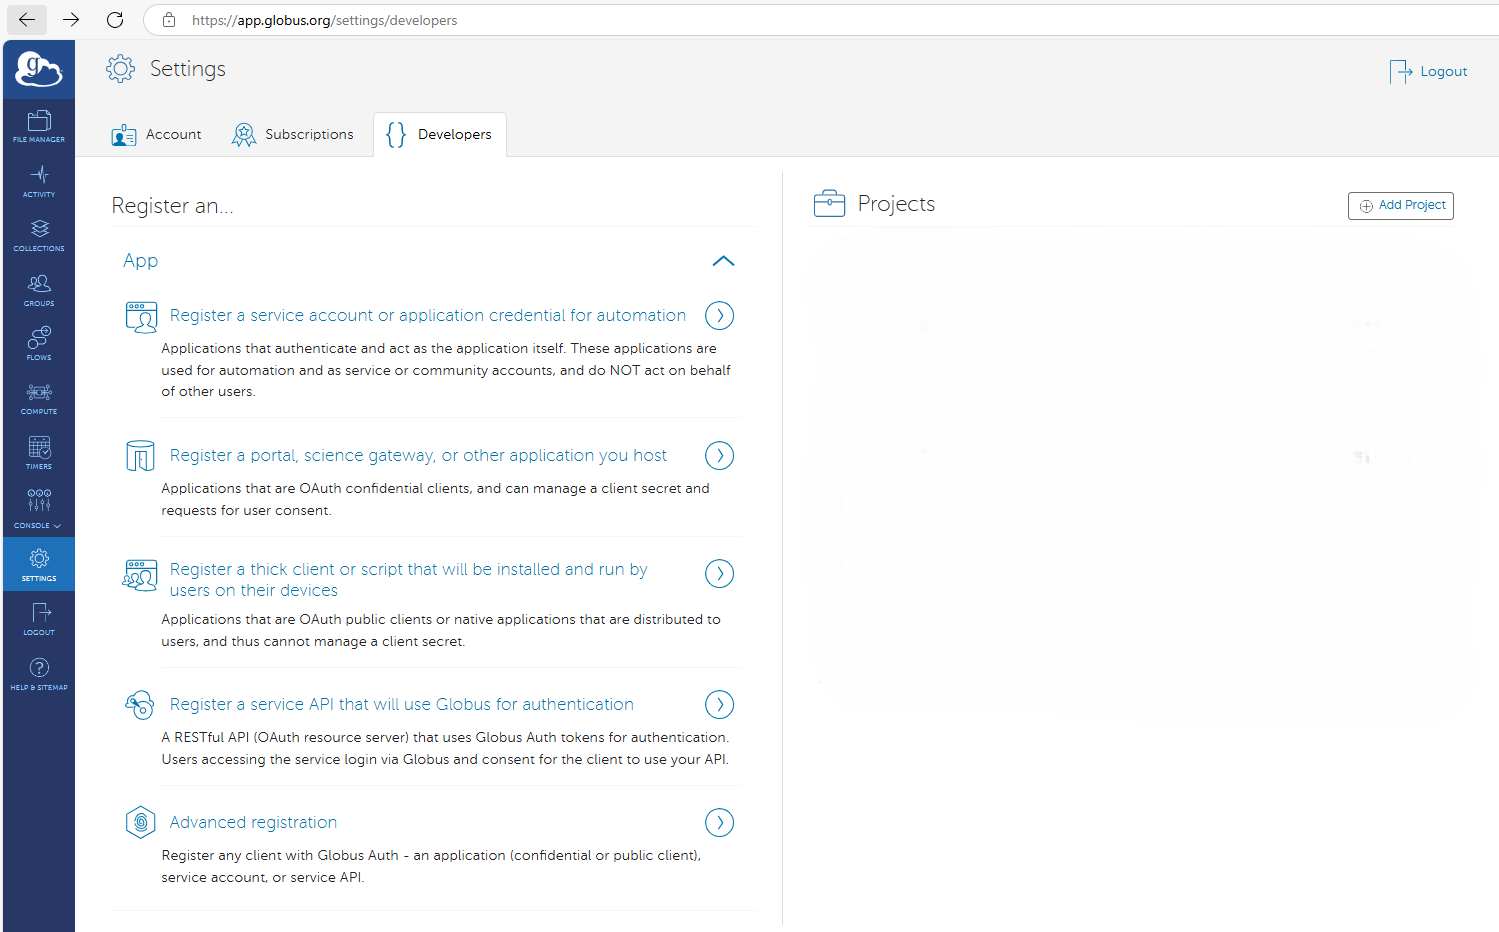 https://app.globus.org/settings/developers
g
Settings
Logout
FILE MANAGER
ACTIVITY
COLLECTIONS
GROUPS
FLOWS
COMPUTE
TIMERS
CONSOLE
SETTINGS
LOGOUT
HELP & SITEMAP
Account
Subscriptions
{ } Developers
Register an...
App
Register a service account or application credential for automation
Applications that authenticate and act as the application itself. These applications are
used for automation and as service or community accounts, and do NOT act on behalf
of other users.
Register a portal, science gateway, or other application you host
Applications that are OAuth confidential clients, and can manage a client secret and
requests for user consent.
Register a thick client or script that will be installed and run by
users on their devices
Applications that are OAuth public clients or native applications that are distributed to
users, and thus cannot manage a client secret.
Register a service API that will use Globus for authentication
A RESTful API (OAuth resource server) that uses Globus Auth tokens for authentication.
Users accessing the service login via Globus and consent for the client to use your API.
Advanced registration
Register any client with Globus Auth - an application (confidential or public client),
service account, or service API.
Projects
Add Project